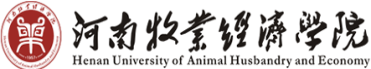 河南牧業經濟學院
Henan University of Animal Husbandry and Economy